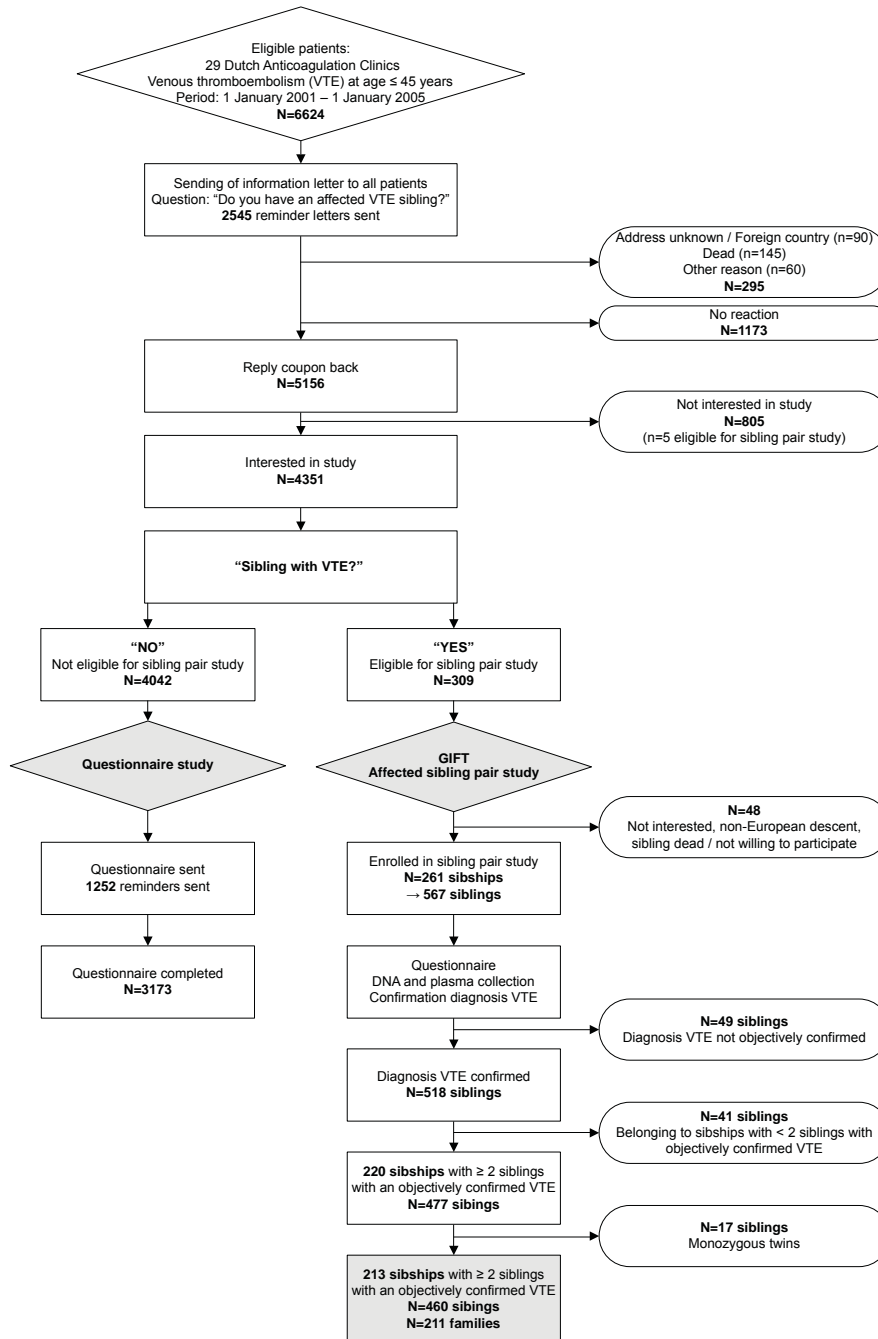 Eligible patients:
29 Dutch Anticoagulation Clinics
Venous thromboembolism (VTE) at age ≤ 45 years
Period: 1 January 2001 – 1 January 2005
N=6624
Sending of information letter to all patients
Question: “Do you have an affected VTE sibling?”
2545 reminder letters sent
Address unknown / Foreign country (n=90)
Dead (n=145)
Other reason (n=60)
N=295
No reaction
N=1173
Reply coupon back
N=5156
Not interested in study
N=805
(n=5 eligible for sibling pair study)
Interested in study
N=4351
“Sibling with VTE?”
“NO”
Not eligible for sibling pair study
N=4042
“YES”
Eligible for sibling pair study
N=309
Questionnaire study
GIFT
Affected sibling pair study
N=48
Not interested, non-European descent,
sibling dead / not willing to participate
Questionnaire sent
1252 reminders sent
Enrolled in sibling pair study
N=261 sibships
→ 567 siblings
Questionnaire completed
N=3173
Questionnaire
DNA and plasma collection
Confirmation diagnosis VTE
N=49 siblings
Diagnosis VTE not objectively confirmed
Diagnosis VTE confirmed
N=518 siblings
N=41 siblings
Belonging to sibships with < 2 siblings with
objectively confirmed VTE
220 sibships with ≥ 2 siblings
with an objectively confirmed VTE
N=477 sibings
N=17 siblings
Monozygous twins
213 sibships with ≥ 2 siblings
with an objectively confirmed VTE
N=460 sibings
N=211 families